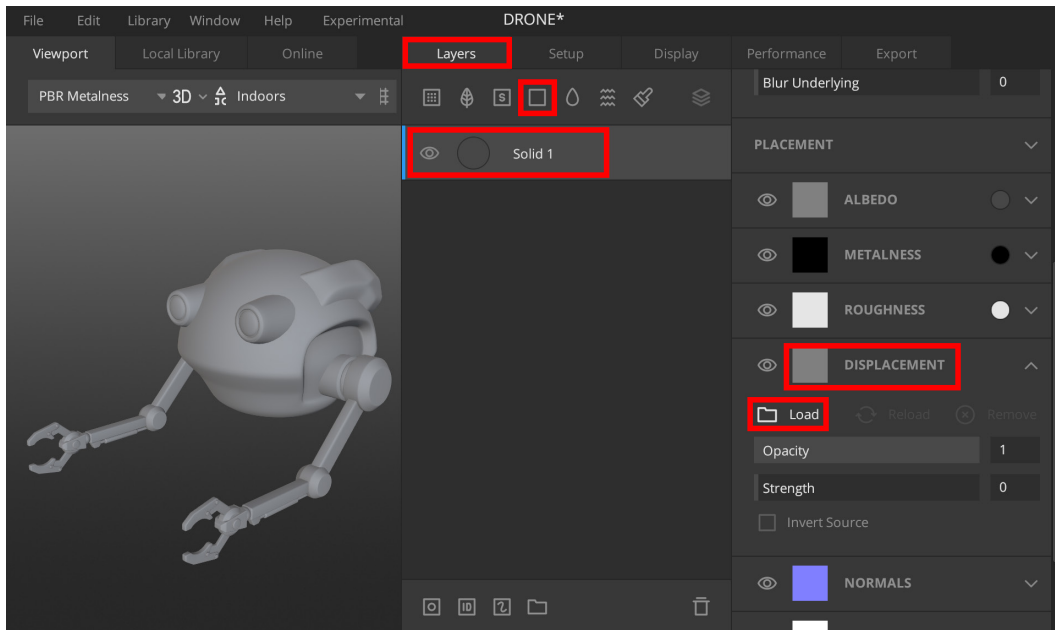 File Edit Library Window Help Experimental DRONE*
Viewport Local Library Online Layers Setup Display Performance Export
PBR Metalness 3D Indoors
S
Blur Underlying 0
PLACEMENT
Solid 1
ALBEDO
METALNESS
ROUGHNESS
DISPLACEMENT
Load Reload Remove
Opacity 1
Strength 0
Invert Source
NORMALS
ID